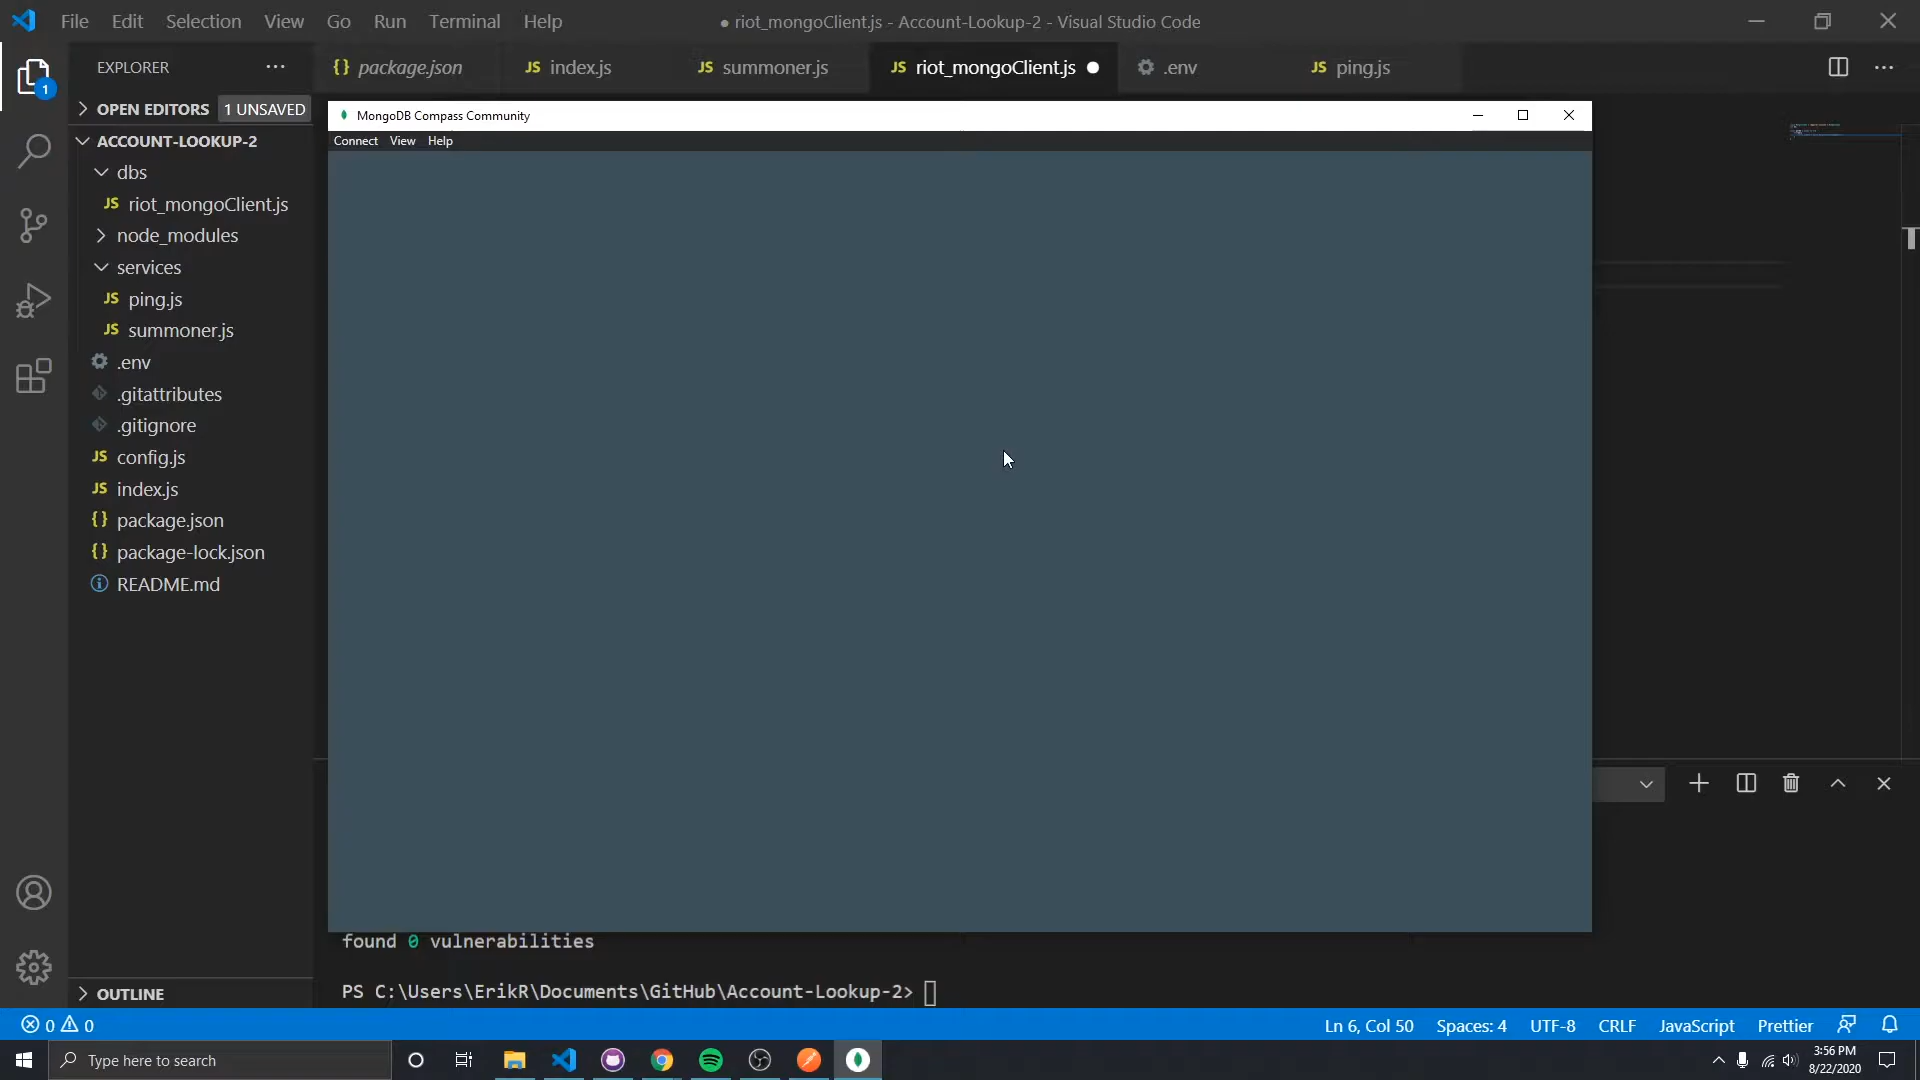 File Edit Selection View Go Run Terminal Help
● riot_mongoClient.js - Account-Lookup-2 - Visual Studio Code
EXPLORER
{} package.json
JS index.js
JS summoner.js
JS riot_mongoClient.js
.env
JS ping.js
1
OPEN EDITORS 1 UNSAVED
MongoDB Compass Community
Connect View Help
ACCOUNT-LOOKUP-2
dbs
JS riot_mongoClient.js
node_modules
services
JS ping.js
JS summoner.js
.env
.gitattributes
.gitignore
JS config.js
JS index.js
{} package.json
{} package-lock.json
README.md
found 0 vulnerabilities
PS C:\Users\ErikR\Documents\GitHub\Account-Lookup-2>
OUTLINE
0 0
Ln 6, Col 50 Spaces: 4 UTF-8 CRLF JavaScript Prettier
Type here to search
3:56 PM
8/22/2020